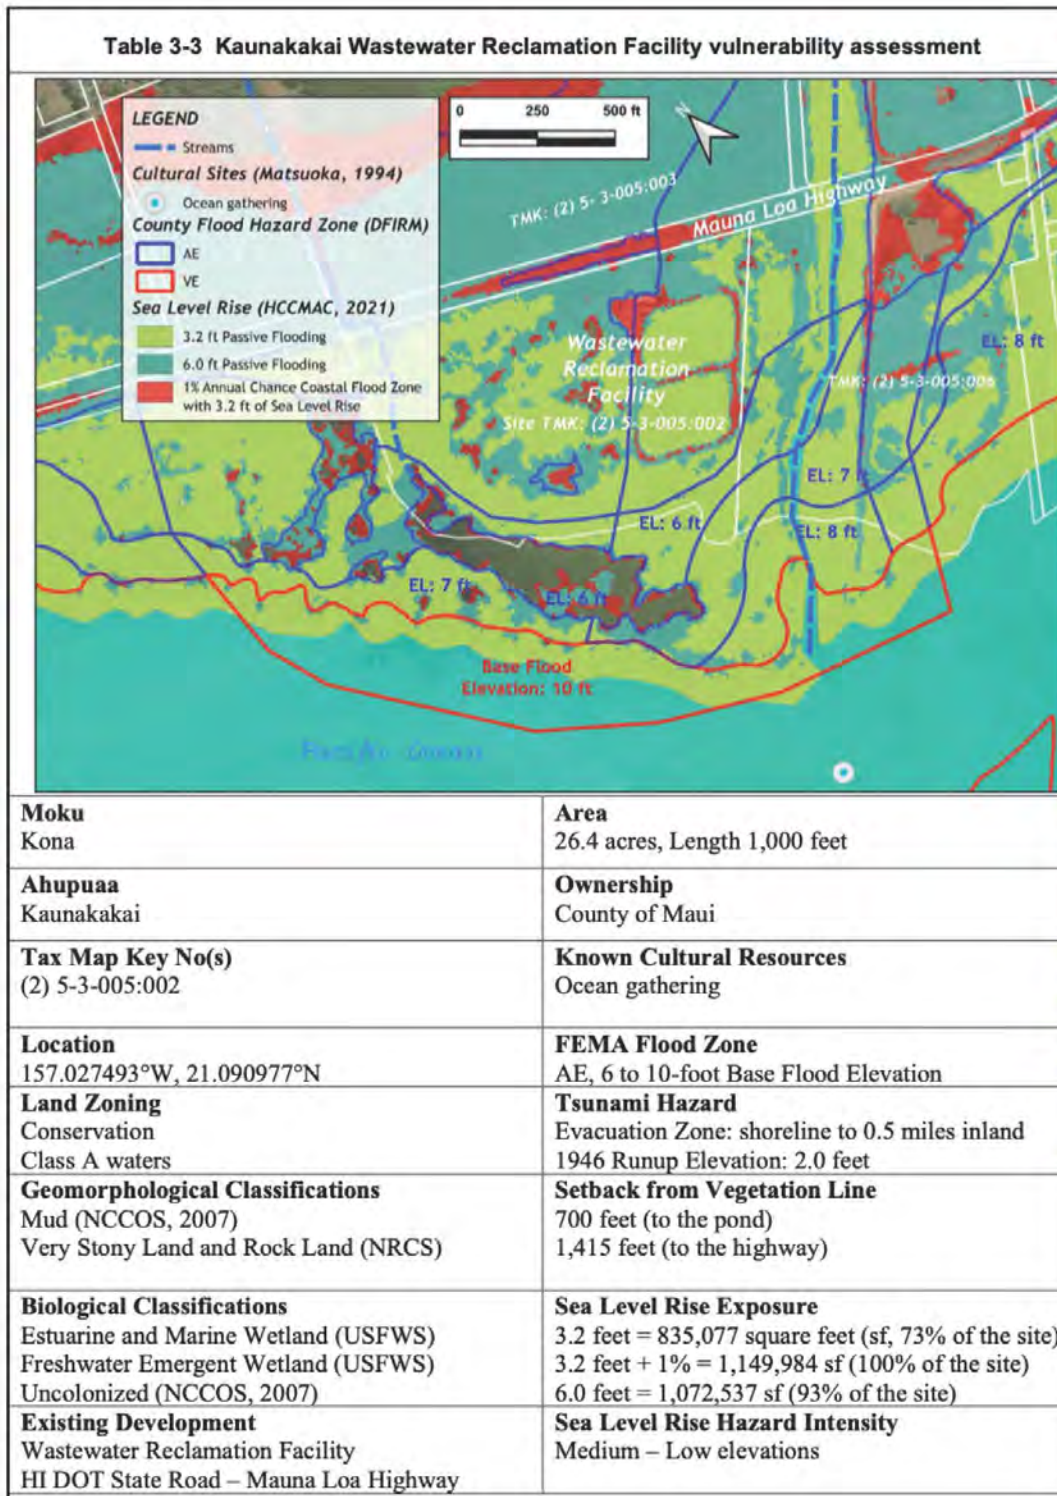 Table 3-3 Kaunakakai Wastewater Reclamation Facility vulnerability assessment
LEGEND
Streams
Cultural Sites (Matsuoka, 1994)
Ocean gathering
County Flood Hazard Zone (DFIRM)
AE
VE
Sea Level Rise (HCCMAC, 2021)
3.2 ft Passive Flooding
6.0 ft Passive Flooding
1% Annual Chance Coastal Flood Zone
with 3.2 ft of Sea Level Rise
0 250 500 ft
N
TMK: (2) 5- 3-005:003
Mauna Loa Highway
Wastewater
Reclamation
Facility
Site TMK: (2) 5-3-005:002
EL: 8 ft
TMK: (2) 5-3-005:006
EL: 7 ft
EL: 6 ft
EL: 8 ft
EL: 7 ft
EL: 6 ft
Base Flood
Elevation: 10 ft
Moku
Kona
Area
26.4 acres, Length 1,000 feet
Ahupuaa
Kaunakakai
Ownership
County of Maui
Tax Map Key No(s)
(2) 5-3-005:002
Known Cultural Resources
Ocean gathering
Location
157.027493°W, 21.090977°N
FEMA Flood Zone
AE, 6 to 10-foot Base Flood Elevation
Land Zoning
Conservation
Class A waters
Tsunami Hazard
Evacuation Zone: shoreline to 0.5 miles inland
1946 Runup Elevation: 2.0 feet
Geomorphological Classifications
Mud (NCCOS, 2007)
Very Stony Land and Rock Land (NRCS)
Setback from Vegetation Line
700 feet (to the pond)
1,415 feet (to the highway)
Biological Classifications
Estuarine and Marine Wetland (USFWS)
Freshwater Emergent Wetland (USFWS)
Uncolonized (NCCOS, 2007)
Sea Level Rise Exposure
3.2 feet = 835,077 square feet (sf, 73% of the site)
3.2 feet + 1% = 1,149,984 sf (100% of the site)
6.0 feet = 1,072,537 sf (93% of the site)
Existing Development
Wastewater Reclamation Facility
HI DOT State Road – Mauna Loa Highway
Sea Level Rise Hazard Intensity
Medium – Low elevations